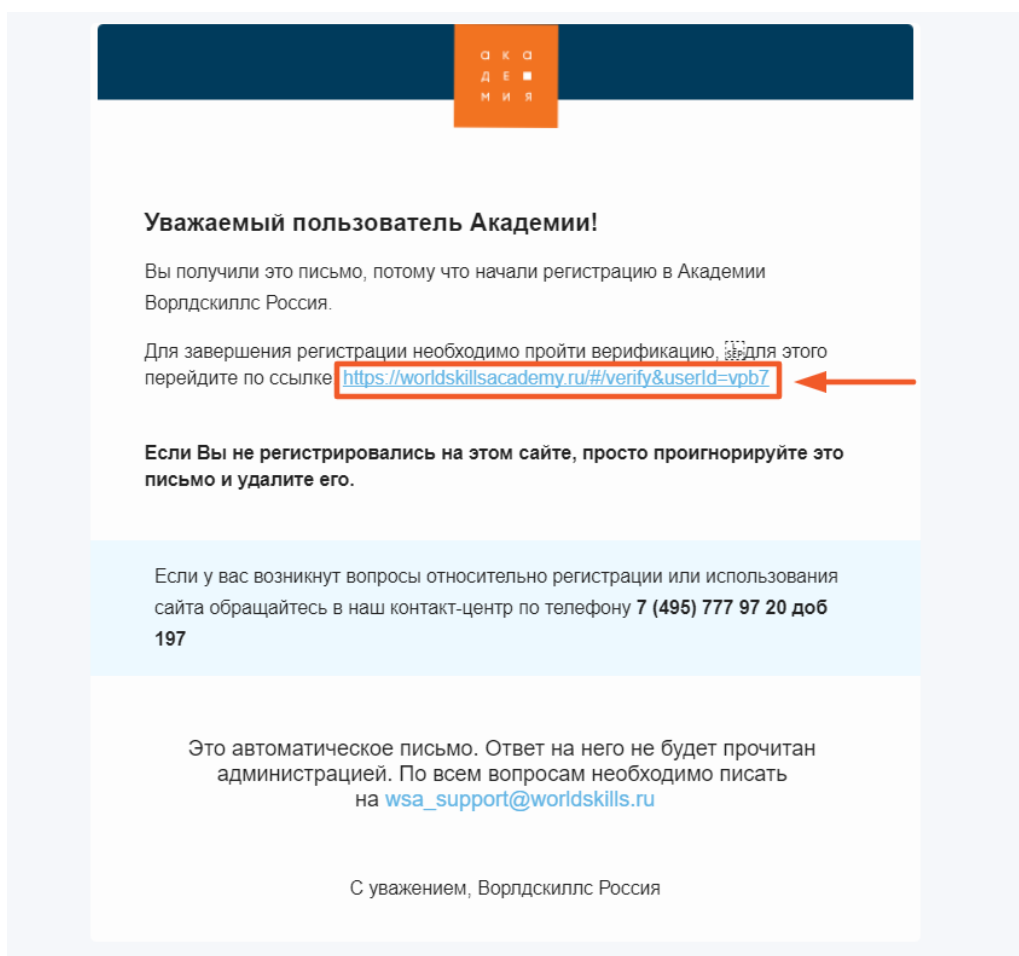 ака
де
мия
Уважаемый пользователь Академии!
Вы получили это письмо, потому что начали регистрацию в Академии
Ворлдскиллс Россия.
Для завершения регистрации необходимо пройти верификацию, L SEP для этого
перейдите по ссылке https://worldskillsacademy.ru/#/verify&userId=vpb7
Если Вы не регистрировались на этом сайте, просто проигнорируйте это
письмо и удалите его.
Если у вас возникнут вопросы относительно регистрации или использования
сайта обращайтесь в наш контакт-центр по телефону 7 (495) 777 97 20 доб
197
Это автоматическое письмо. Ответ на него не будет прочитан
администрацией. По всем вопросам необходимо писать
на wsa_support@worldskills.ru
С уважением, Ворлдскиллс Россия